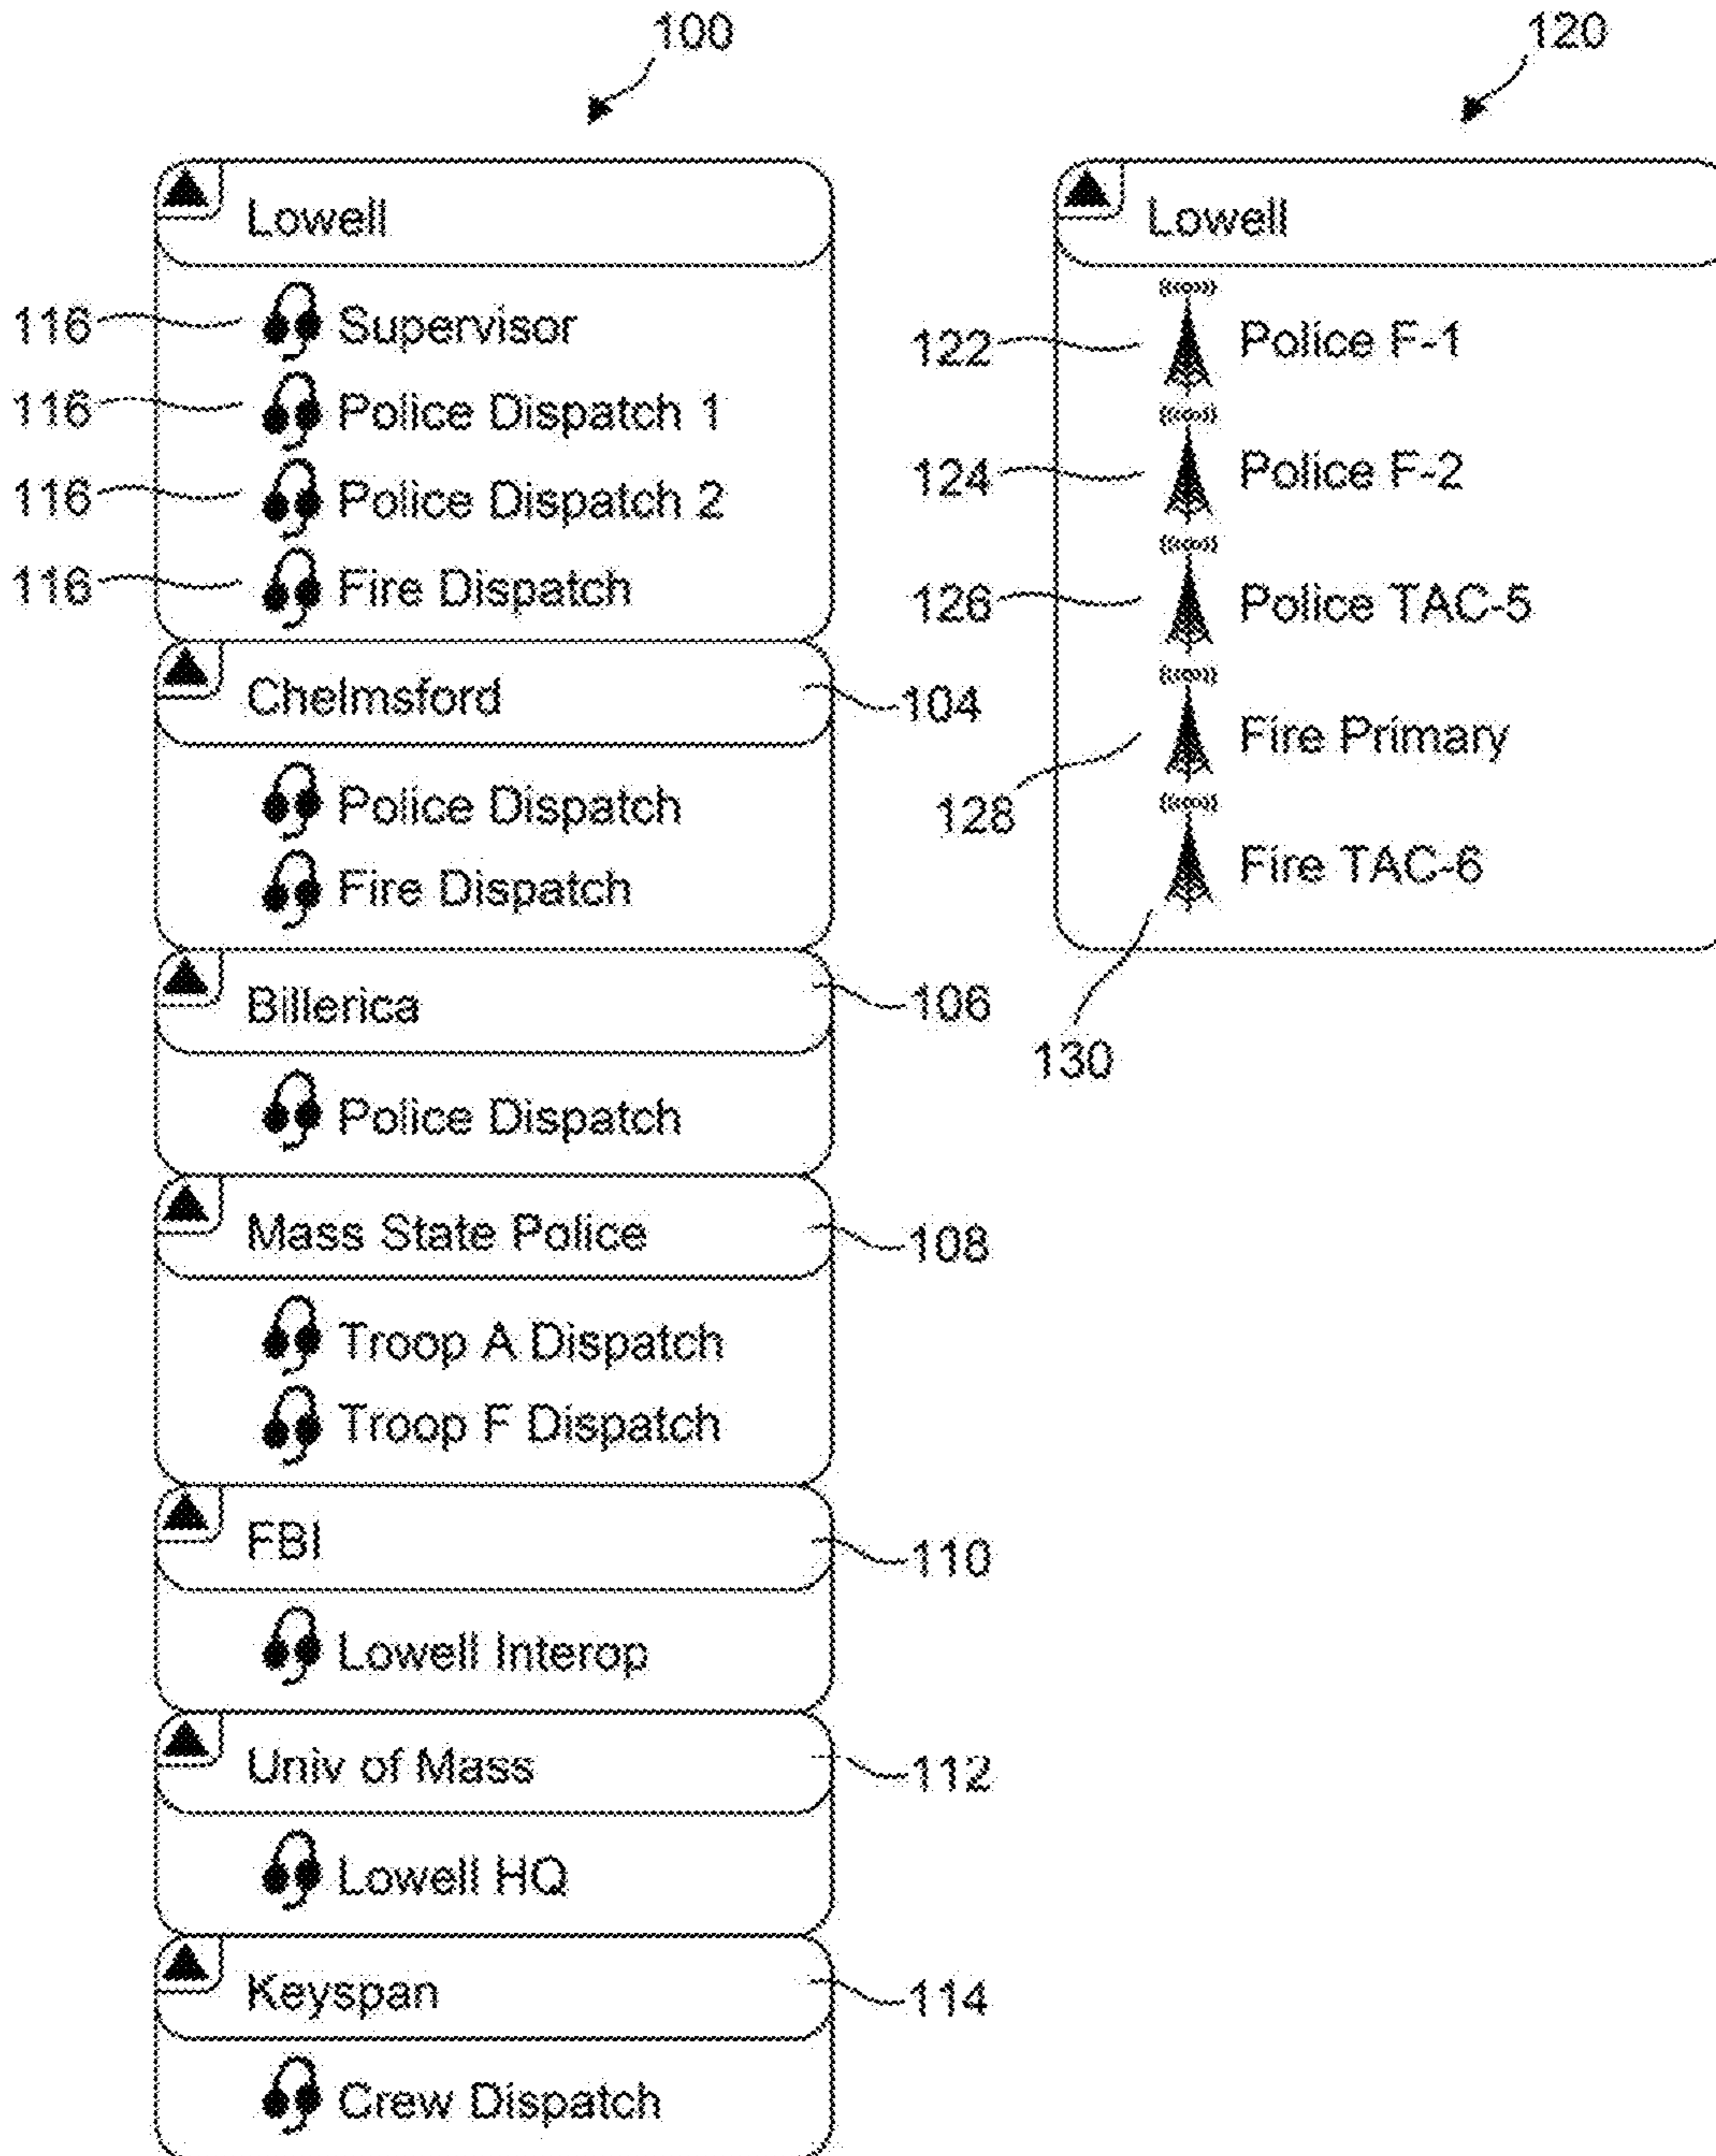 100
Lowell
116 Supervisor
116 Police Dispatch 1
116 Police Dispatch 2
116 Fire Dispatch
Chelmsford 104
Police Dispatch
Fire Dispatch
Billerica 106
Police Dispatch
Mass State Police 108
Troop A Dispatch
Troop F Dispatch
FBI 110
Lowell Interop
Univ of Mass 112
Lowell HQ
Keyspan 114
Crew Dispatch
120
Lowell
122 Police F-1
124 Police F-2
126 Police TAC-5
128 Fire Primary
130 Fire TAC-6